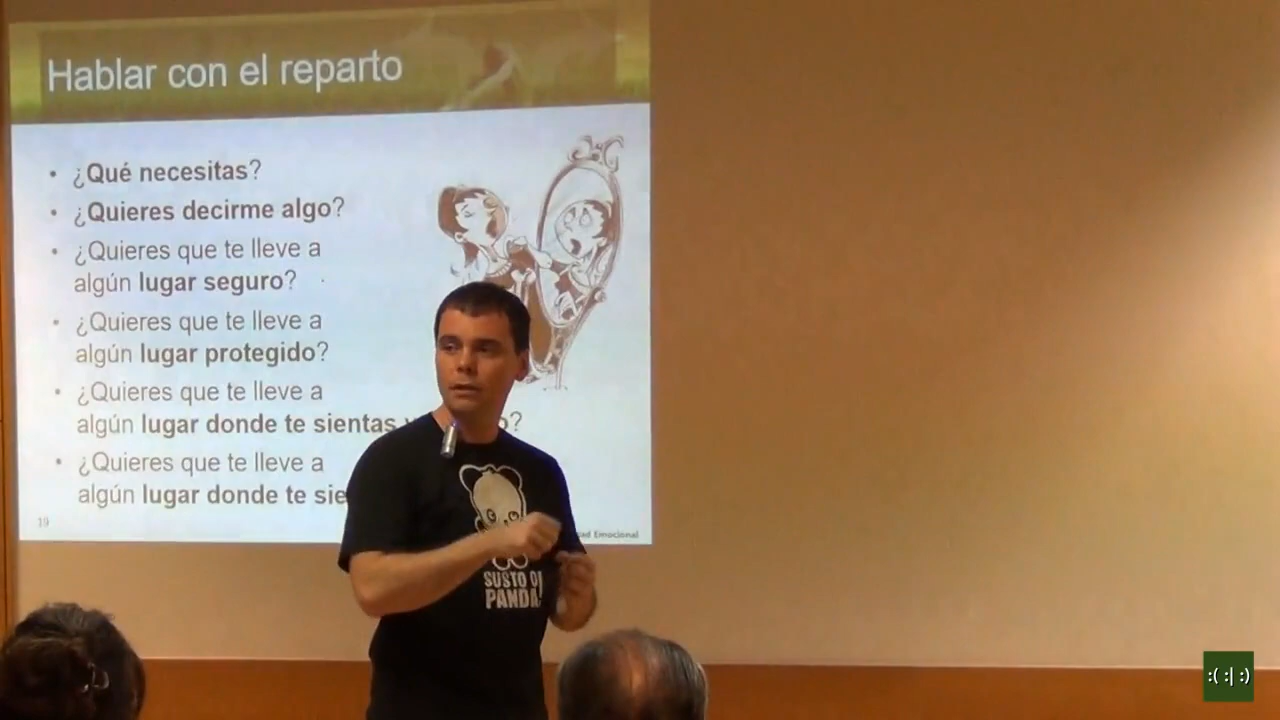 Hablar con el reparto
• ¿Qué necesitas?
• ¿Quieres decirme algo?
• ¿Quieres que te lleve a
algún lugar seguro?
• ¿Quieres que te lleve a
algún lugar protegido?
• ¿Quieres que te lleve a
algún lugar donde te sientas
• ¿Quieres que te lleve a
algún lugar donde te
19
Emocional
SUSTO O
PANDA!
:( :| :)